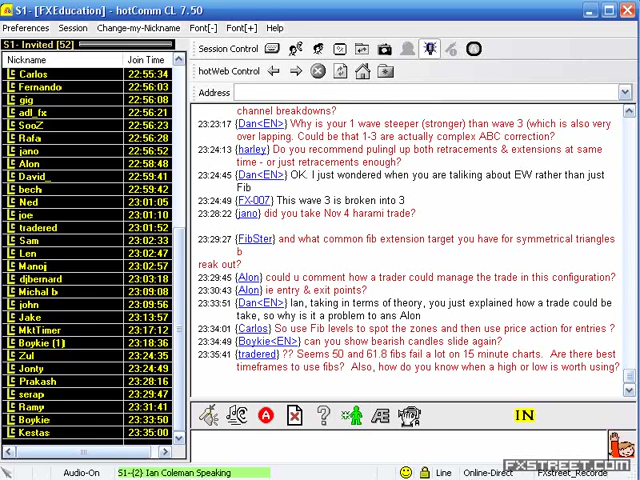 S1- [FXEducation] - hotComm CL 7.50
Preferences Session Change-my-Nickname Font[-] Font[+] Help
S1- Invited [52]
Nickname Join Time
Carlos 22:55:34
Fernando 22:56:03
gig 22:56:08
adl_fx 22:56:21
SooZ 22:56:23
Rafa 22:56:28
jano 22:56:52
Alon 22:58:48
David_ 22:59:41
bech 22:59:42
Ned 23:01:05
joe 23:01:10
tradered 23:01:52
Sam 23:02:33
Len 23:02:47
Manoj 23:02:57
djbernard 23:03:18
Michal b 23:09:08
john 23:09:56
Jake 23:13:57
MktTimer 23:17:12
Boykie (1) 23:18:36
Zul 23:24:35
Jonty 23:24:49
Prakash 23:28:16
serap 23:29:47
Ramy 23:31:41
Boykie 23:33:50
Kestas 23:35:00
Session Control
hotWeb Control
Address
channel breakdowns?
23:23:17 {Dan<EN>} Why is your 1 wave steeper (stronger) than wave 3 (which is also very
over lapping. Could be that 1-3 are actually complex ABC correction?
23:24:13 {harley} Do you recommend pulingl up both retracements & extensions at same
time - or just retracements enough?
23:24:45 {Dan<EN>} OK. I just wondered when you are taliking about EW rather than just
Fib
23:24:49 {FX-007} This wave 3 is broken into 3
23:28:22 {jano} did you take Nov 4 harami trade?
23:29:27 {FibSter} and what common fib extension target you have for symmetrical triangles
b
reak out?
23:29:45 {Alon} could u comment how a trader could manage the trade in this configuration?
23:30:43 {Alon} ie entry & exit points?
23:33:51 {Dan<EN>} Ian, taking in terms of theory, you just explained how a trade could be
take, so why is it a problem to ans Alon
23:34:01 {Carlos} So use Fib levels to spot the zones and then use price action for entries ?
23:34:49 {Boykie<EN>} can you show bearish candles slide again?
23:35:41 {tradered} ?? Seems 50 and 61.8 fibs fail a lot on 15 minute charts. Are there best
timeframes to use fibs? Also, how do you know when a high or low is worth using?
IN
FXSTREET.COM
Audio-On S1-{2} Ian Coleman Speaking Line Online-Direct FXstreet_Recorde